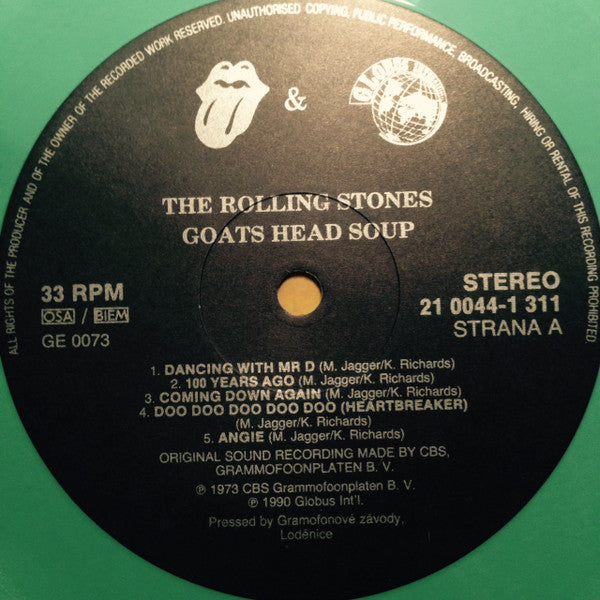 ALL RIGHTS OF THE PRODUCER AND OF THE OWNER OF THE RECORDED WORK RESERVED. UNAUTHORISED COPYING, PUBLIC PERFORMANCE, BROADCASTING, HIRING OR RENTAL OF THIS RECORDING PROHIBITED.
&
GLOBUS INTERNATIONAL
THE ROLLING STONES
GOATS HEAD SOUP
33 RPM
OSA / BIEM
GE 0073
STEREO
21 0044-1 311
STRANA A
1. DANCING WITH MR D (M. Jagger/K. Richards)
2. 100 YEARS AGO (M. Jagger/K. Richards)
3. COMING DOWN AGAIN (M. Jagger/K. Richards)
4. DOO DOO DOO DOO DOO (HEARTBREAKER)
(M. Jagger/K. Richards)
5. ANGIE (M. Jagger/K. Richards)
ORIGINAL SOUND RECORDING MADE BY CBS,
GRAMMOFOONPLATEN B. V.
℗ 1973 CBS Grammofoonplaten B. V.
℗ 1990 Globus Int'l.
Pressed by Gramofonové závody,
Loděnice